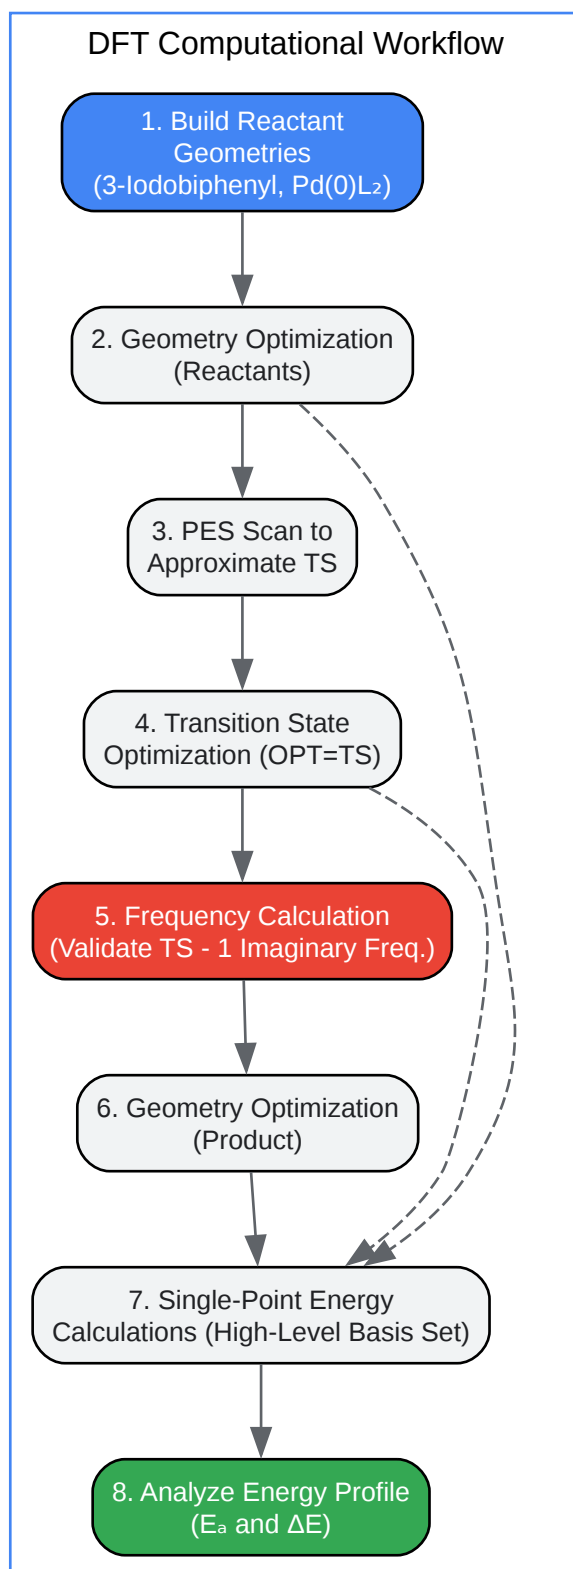 DFT Computational Workflow
1. Build Reactant
Geometries
(3-Iodobiphenyl, Pd(0)L₂)
2. Geometry Optimization
(Reactants)
3. PES Scan to
Approximate TS
4. Transition State
Optimization (OPT=TS)
5. Frequency Calculation
(Validate TS - 1 Imaginary Freq.)
6. Geometry Optimization
(Product)
7. Single-Point Energy
Calculations (High-Level Basis Set)
8. Analyze Energy Profile
(Eₐ and ΔE)